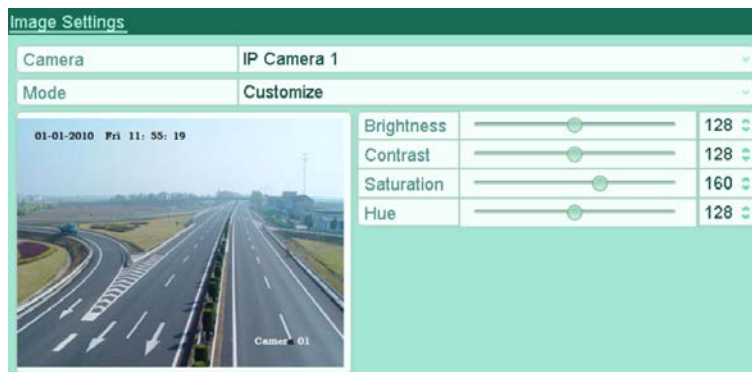 Image Settings
Camera IP Camera 1
Mode Customize
01-01-2010 Fri 11: 55: 19
Brightness 128
Contrast 128
Saturation 160
Hue 128
Camera 01